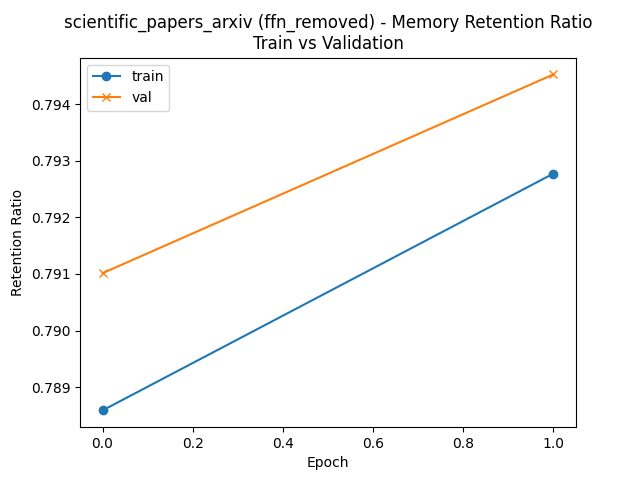 scientific_papers_arxiv (ffn_removed) - Memory Retention Ratio
Train vs Validation
train
val
0.794
0.793
0.792
0.791
0.790
0.789
Retention Ratio
0.0 0.2 0.4 0.6 0.8 1.0
Epoch